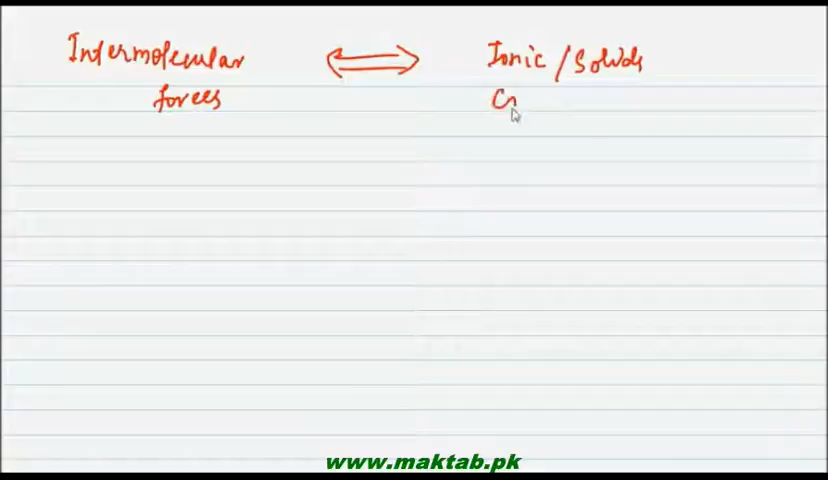 Intermolecular ⟺ Ionic / Solids
forces
www.maktab.pk